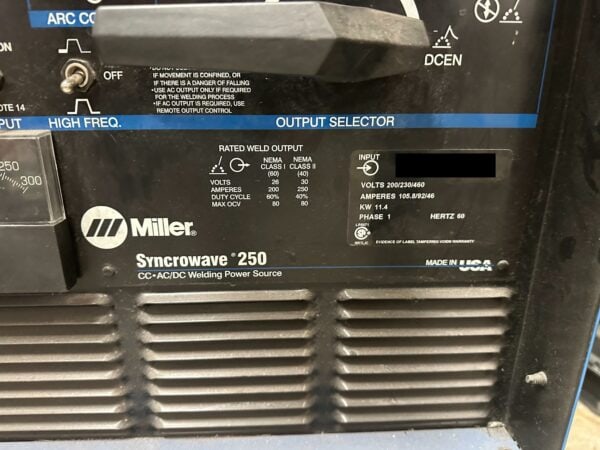 ARC CO
ON
OFF
OTE 14
PUT
HIGH FREQ.
IF MOVEMENT IS CONFINED, OR
IF THERE IS A DANGER OF FALLING
•USE AC OUTPUT ONLY IF REQUIRED
FOR THE WELDING PROCESS
•IF AC OUTPUT IS REQUIRED, USE
REMOTE OUTPUT CONTROL
DCEN
OUTPUT SELECTOR
250
300
RATED WELD OUTPUT
NEMA NEMA
CLASS I CLASS II
(60) (40)
VOLTS 28 30
AMPERES 200 250
DUTY CYCLE 60% 40%
MAX OCV 80 80
INPUT
VOLTS 200/230/460
AMPERES 105.8/92/46
KW 11.4
PHASE 1 HERTZ 60
EVIDENCE OF LABEL TAMPERING VOIDS WARRANTY
Miller®
Syncrowave® 250
CC•AC/DC Welding Power Source
MADE IN USA